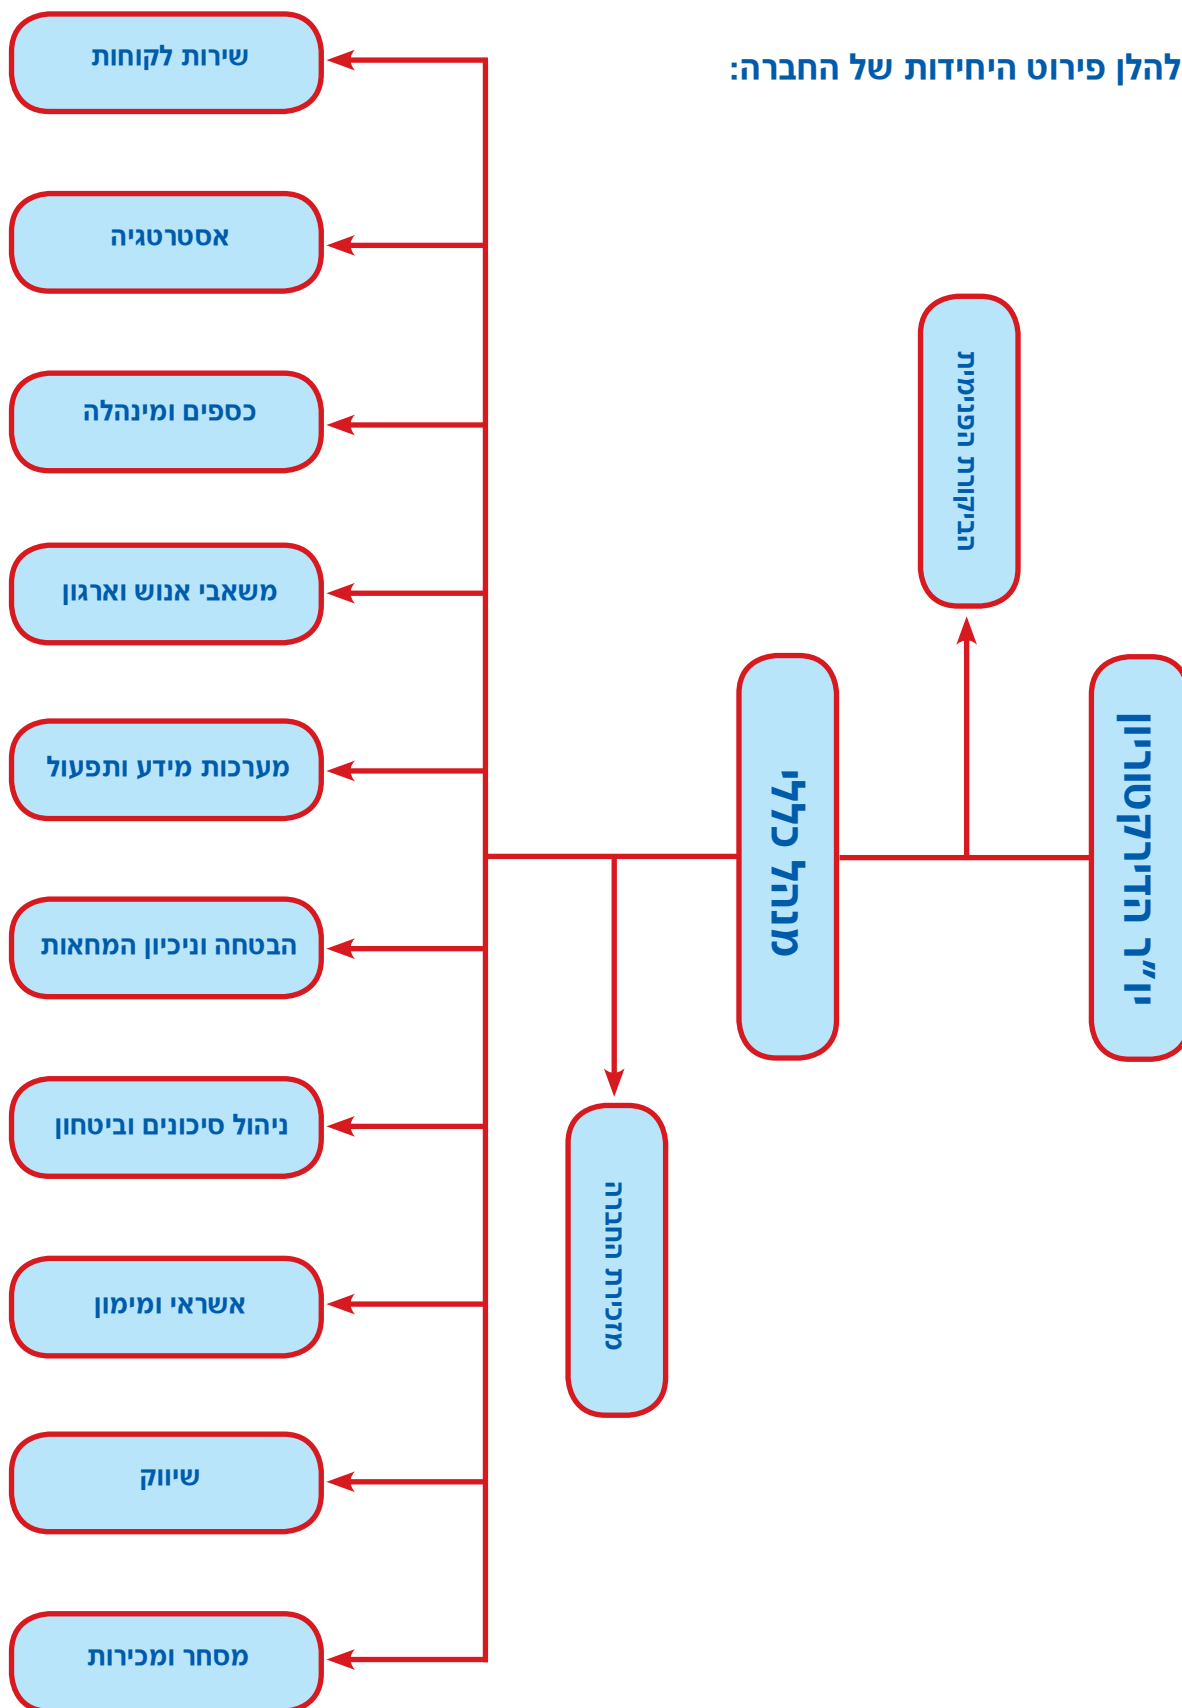 להלן פירוט היחידות של החברה:
יו"ר הדירקטוריון
הביקורת הפנימית
מנהל כללי
מזכירת החברה
שירות לקוחות
אסטרטגיה
כספים ומינהלה
משאבי אנוש וארגון
מערכות מידע ותפעול
הבטחה וניכיון המחאות
ניהול סיכונים וביטחון
אשראי ומימון
שיווק
מסחר ומכירות